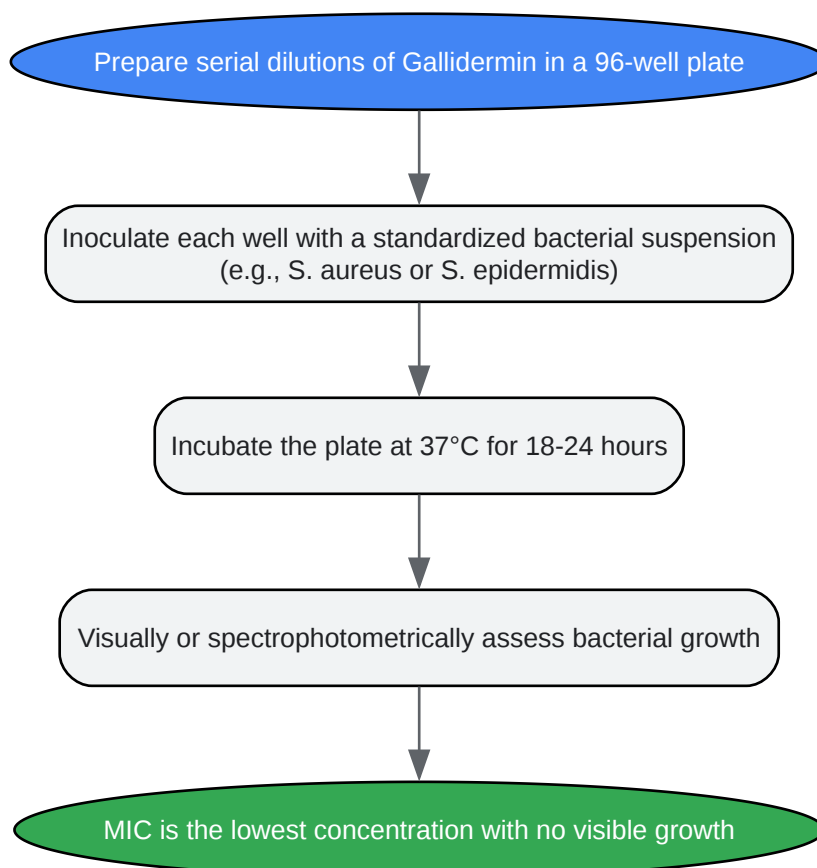 Prepare serial dilutions of Gallidermin in a 96-well plate
Inoculate each well with a standardized bacterial suspension
(e.g., S. aureus or S. epidermidis)
Incubate the plate at 37°C for 18-24 hours
Visually or spectrophotometrically assess bacterial growth
MIC is the lowest concentration with no visible growth